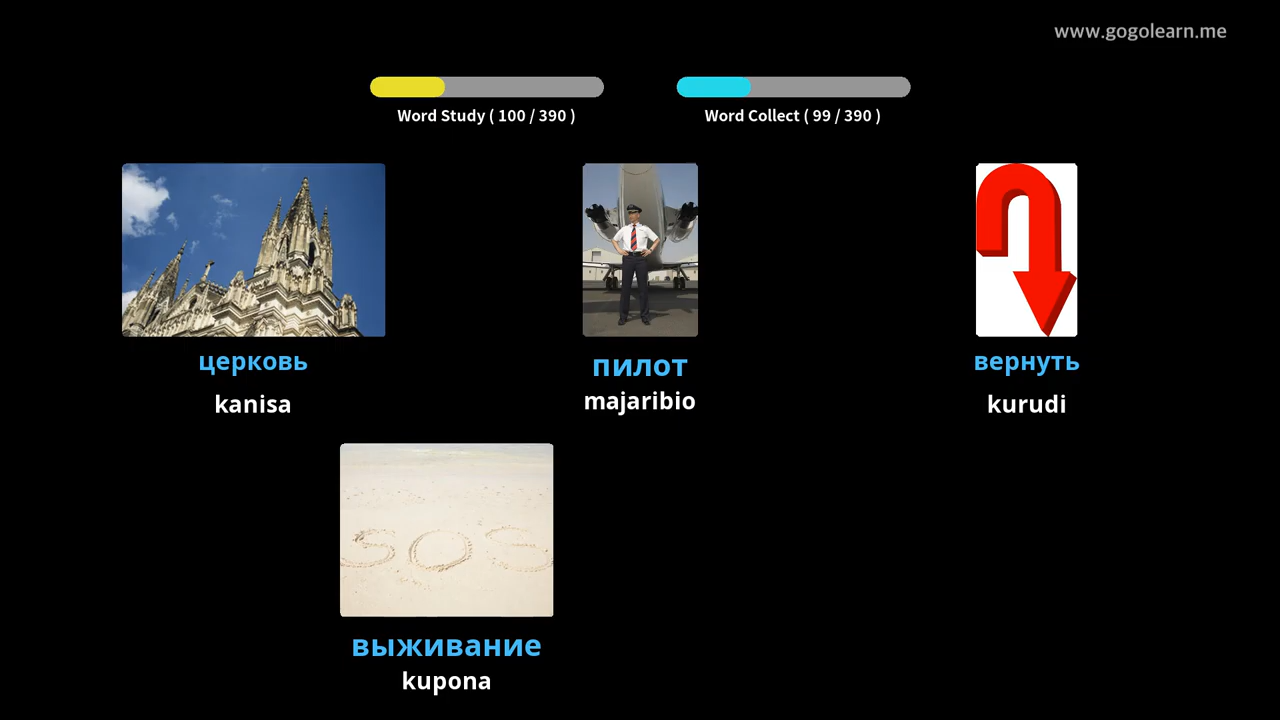 www.gogolearn.me
Word Study ( 100 / 390 )
Word Collect ( 99 / 390 )
церковь
kanisa
пилот
majaribio
вернуть
kurudi
SOS
выживание
kupona